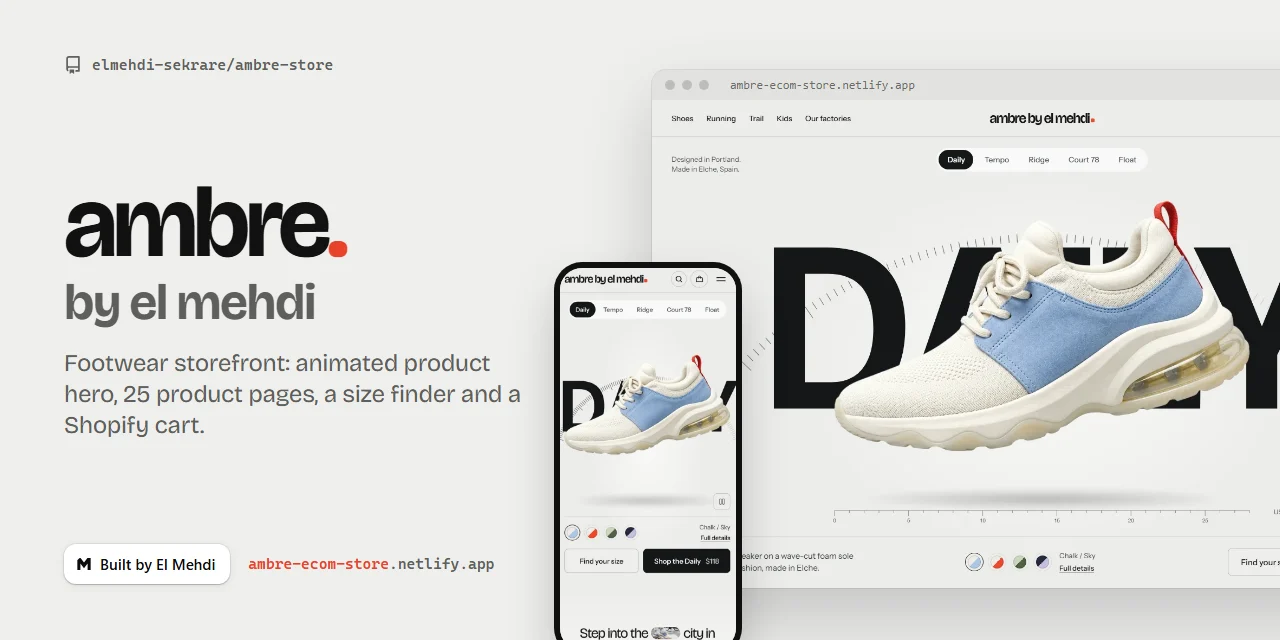 elmehdi-sekrare/ambre-store
ambre.
by el mehdi
Footwear storefront: animated product
hero, 25 product pages, a size finder and a
Shopify cart.
M Built by El Mehdi
ambre-ecom-store.netlify.app
ambre-ecom-store.netlify.app
Shoes Running Trail Kids Our factories
ambre by el mehdi.
Designed in Portland.
Made in Elche, Spain.
Daily Tempo Ridge Court 78 Float
DAILY
0 5 10 15 20 25
eaker on a wave-cut foam sole
shion, made in Elche.
Chalk / Sky
Full details
Find your s
ambre by el mehdi.
Daily Tempo Ridge Court 78 Float
Chalk / Sky
Full details
Find your size
Shop the Daily $118
Step into the city in